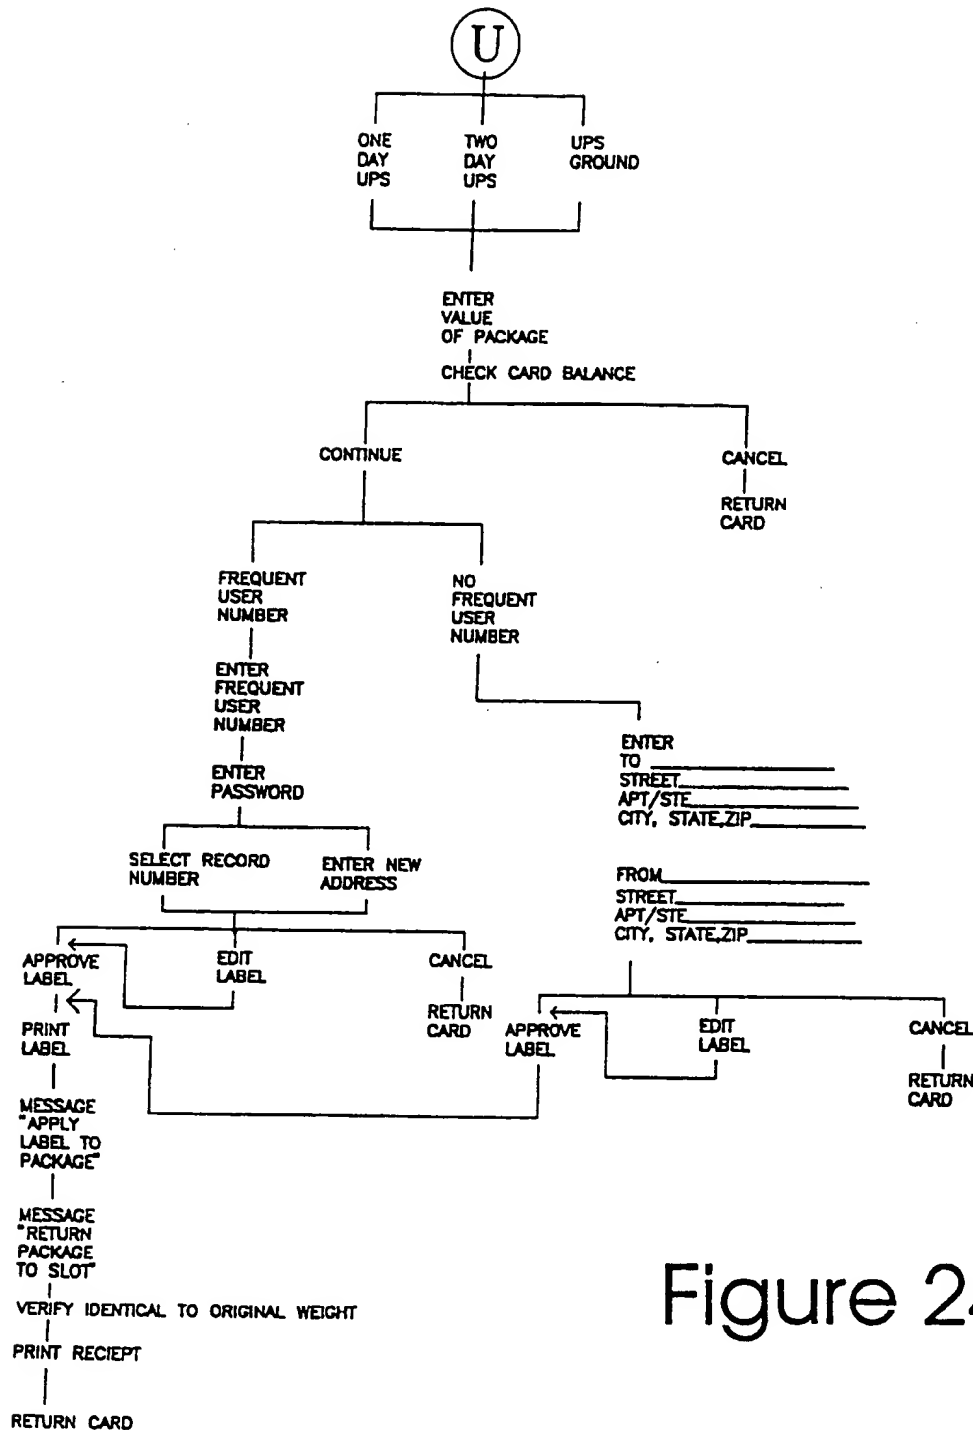 U
ONE
DAY
UPS
TWO
DAY
UPS
UPS
GROUND
ENTER
VALUE
OF PACKAGE
CHECK CARD BALANCE
CONTINUE
CANCEL
RETURN
CARD
FREQUENT
USER
NUMBER
NO
FREQUENT
USER
NUMBER
ENTER
FREQUENT
USER
NUMBER
ENTER
PASSWORD
ENTER
TO
STREET
APT/STE
CITY, STATE,ZIP
SELECT RECORD
NUMBER
ENTER NEW
ADDRESS
FROM
STREET
APT/STE
CITY, STATE,ZIP
APPROVE
LABEL
EDIT
LABEL
CANCEL
RETURN
CARD
APPROVE
LABEL
EDIT
LABEL
CANCEL
RETURN
CARD
PRINT
LABEL
MESSAGE
"APPLY
LABEL TO
PACKAGE"
MESSAGE
"RETURN
PACKAGE
TO SLOT"
VERIFY IDENTICAL TO ORIGINAL WEIGHT
PRINT RECIEPT
RETURN CARD
Figure 24